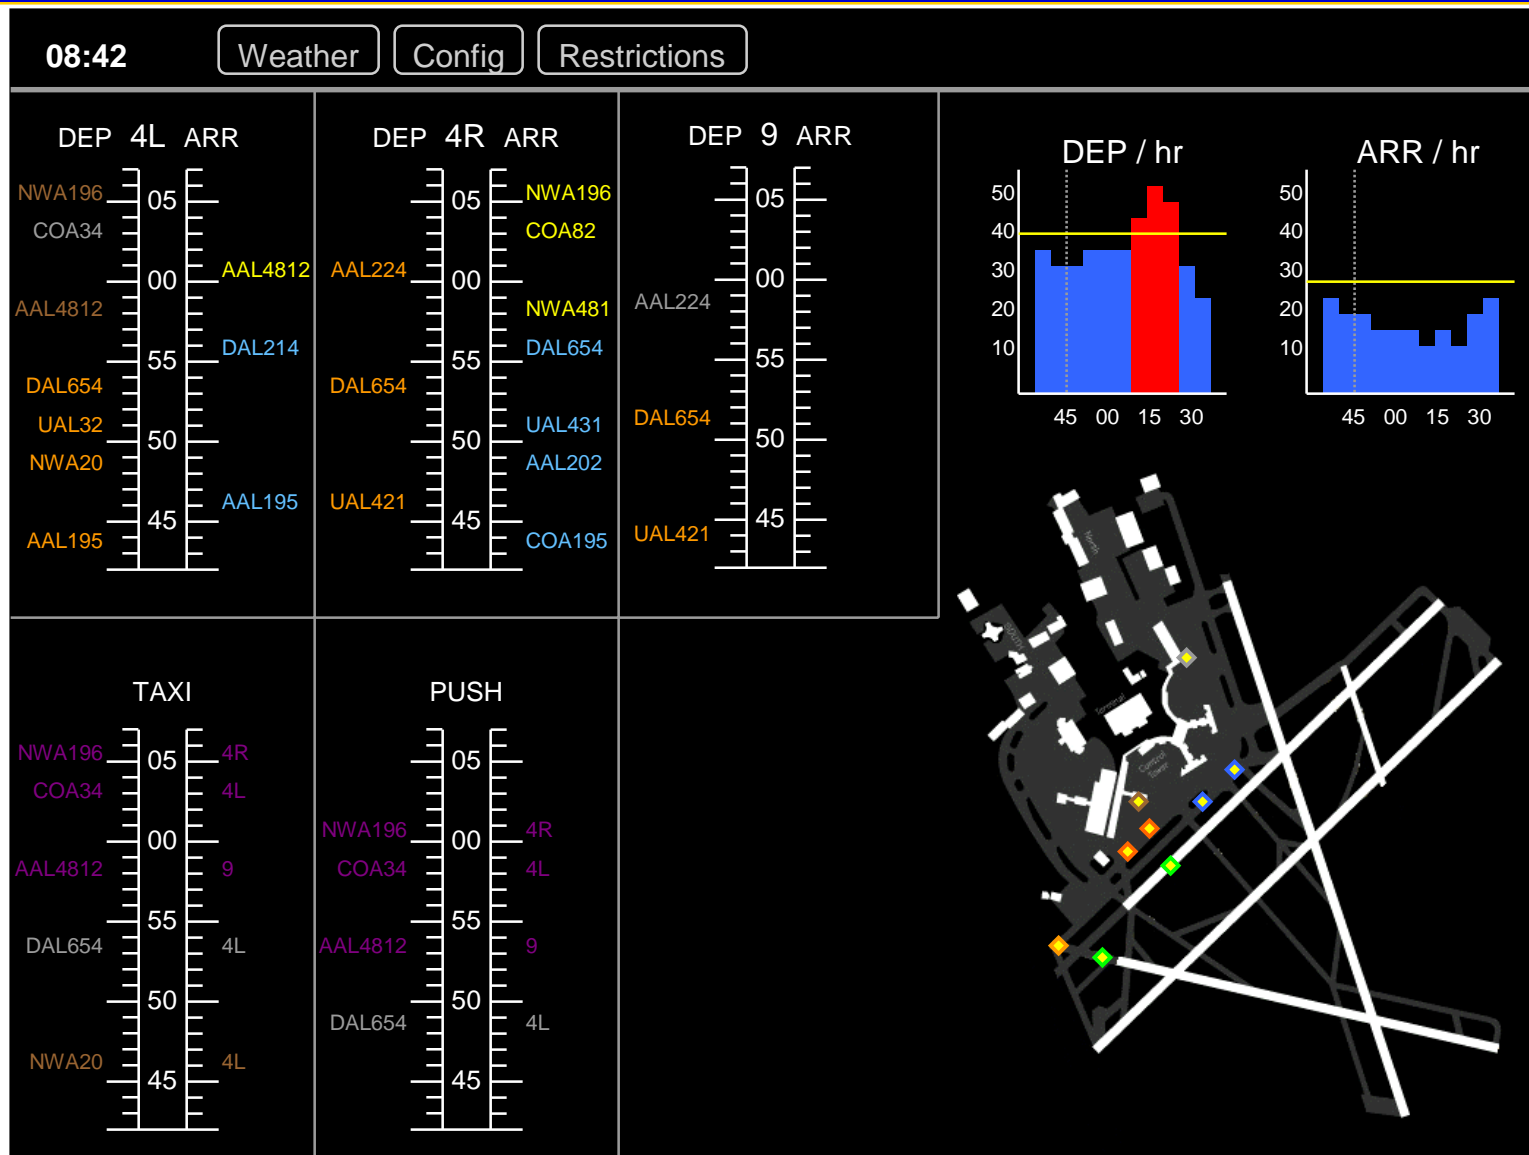 08:42 Weather Config Restrictions
DEP 4L ARR
NWA196
COA34
AAL4812
DAL654
UAL32
NWA20
AAL195
05
00
55
50
45
AAL4812
DAL214
AAL195
DEP 4R ARR
AAL224
DAL654
UAL421
05
00
55
50
45
NWA196
COA82
NWA481
DAL654
UAL431
AAL202
COA195
DEP 9 ARR
AAL224
DAL654
UAL421
05
00
55
50
45
DEP / hr
50
40
30
20
10
45 00 15 30
ARR / hr
50
40
30
20
10
45 00 15 30
TAXI
NWA196
COA34
AAL4812
DAL654
NWA20
05
00
55
50
45
4R
4L
9
4L
4L
PUSH
NWA196
COA34
AAL4812
DAL654
05
00
55
50
45
4R
4L
9
4L
North
SOUTH
Terminal
Control
Tower